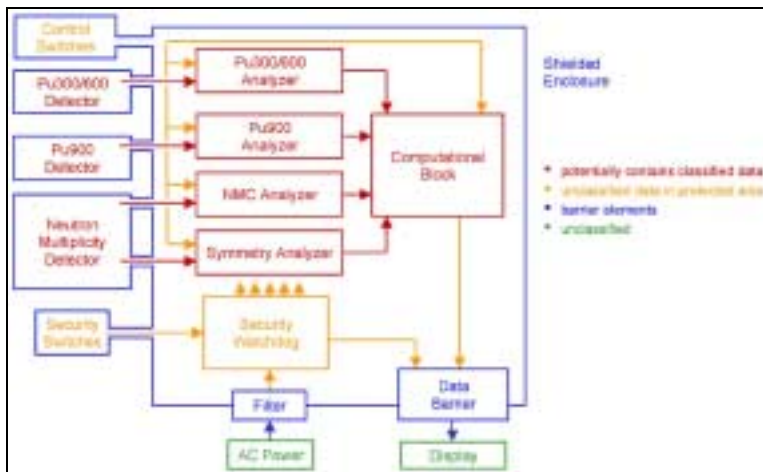 Control
Switches
Pu300/600
Detector
Pu900
Detector
Neutron
Multiplicity
Detector
Security
Switches
Pu300/600
Analyzer
Pu900
Analyzer
NMC Analyzer
Symmetry Analyzer
Security
Watchdog
Computational
Block
Filter
Data
Barrier
AC Power
Display
Shielded
Enclosure
* potentially contains classified data
* unclassified data in protected area
* barrier elements
* unclassified